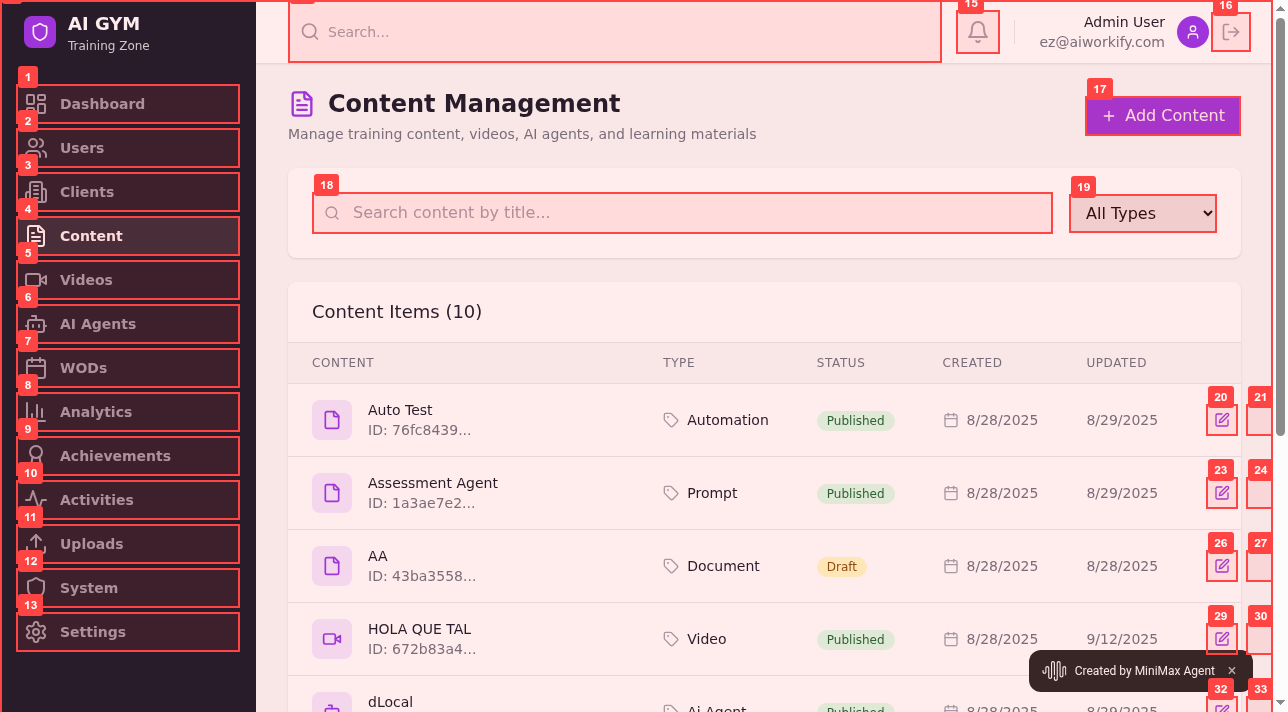 AI GYM
Training Zone
1
Dashboard
2
Users
3
Clients
4
Content
5
Videos
6
AI Agents
7
WODs
8
Analytics
9
Achievements
10
Activities
11
Uploads
12
System
13
Settings
Search...
15
Admin User
ez@aiworkify.com
16
Content Management
Manage training content, videos, AI agents, and learning materials
17
+ Add Content
18
Search content by title...
19
All Types
Content Items (10)
CONTENT TYPE STATUS CREATED UPDATED
Auto Test
ID: 76fc8439...
Automation Published 8/28/2025 8/29/2025
20 21
Assessment Agent
ID: 1a3ae7e2...
Prompt Published 8/28/2025 8/29/2025
23 24
AA
ID: 43ba3558...
Document Draft 8/28/2025 8/28/2025
26 27
HOLA QUE TAL
ID: 672b83a4...
Video Published 8/28/2025 9/12/2025
29 30
Created by MiniMax Agent ×
dLocal
Ai Agent Published 8/28/2025 8/29/2025
32 33